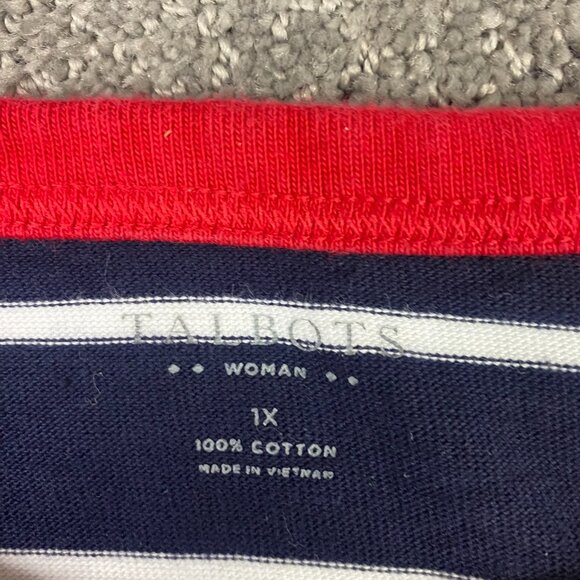 TALBOTS
WOMAN
1X
100% COTTON
MADE IN VIETNAM